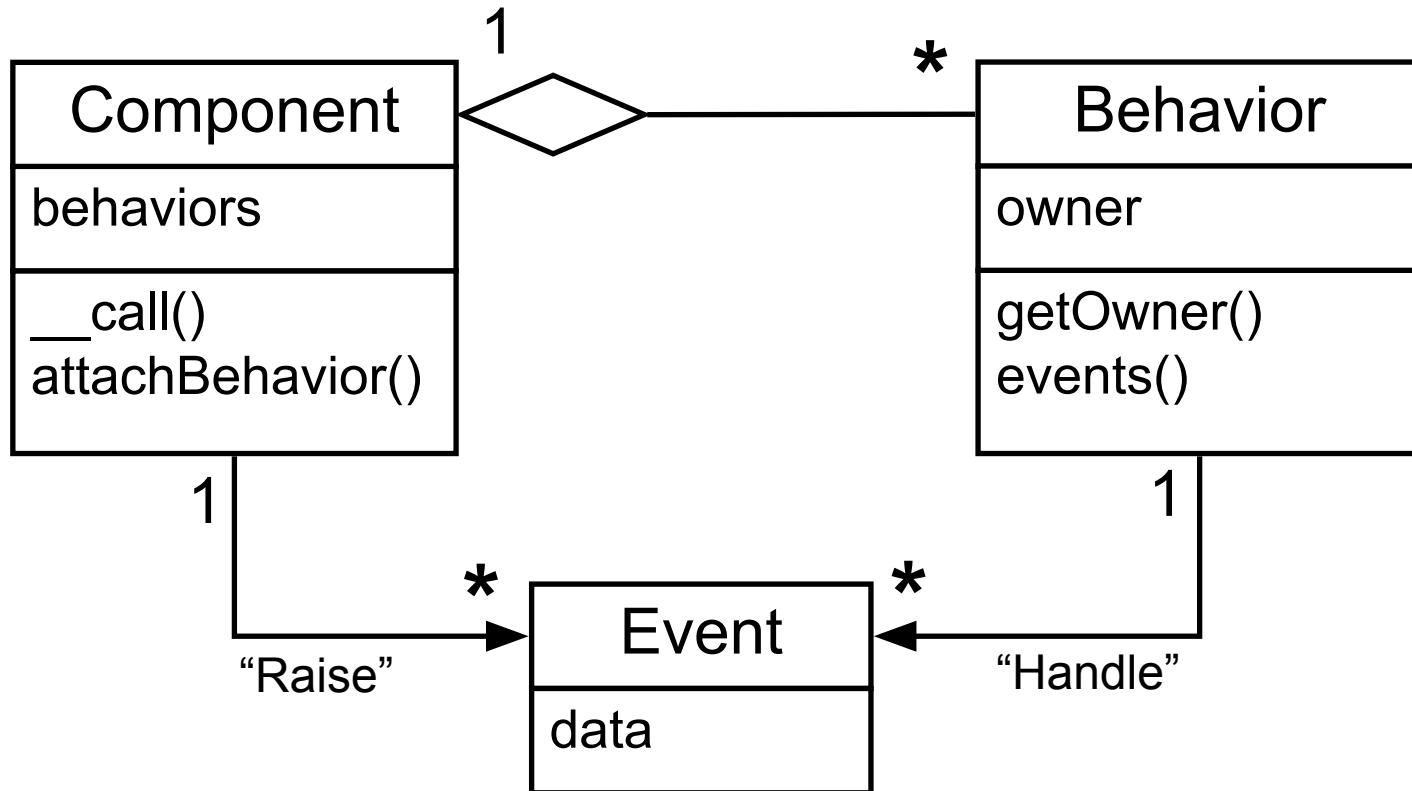 1
*
Component
Behavior
behaviors
owner
__call()
attachBehavior()
getOwner()
events()
1
1
*
*
Event
“Raise”
“Handle”
data